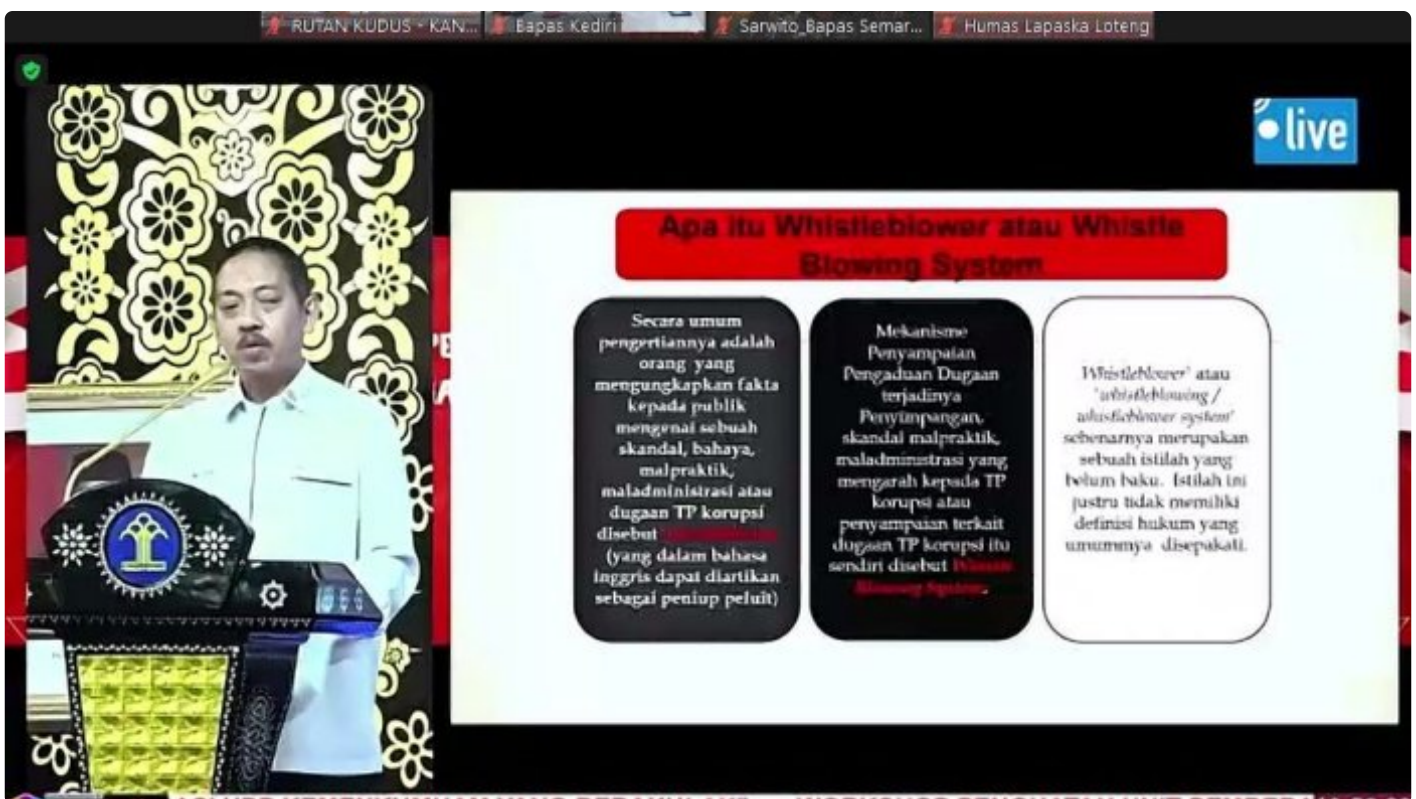 RUTAN KUDUS - KAN...
Bapas Kediri
Sarwito_Bapas Semar...
Humas Lapaska Loteng
live
Apa itu Whistleblower atau Whistle
Blowing System
Secara umum
pengertiannya adalah
orang yang
mengungkapkan fakta
kepada publik
mengenai sebuah
skandal, bahaya,
malpraktik,
maladministrasi atau
dugaan TP korupsi
disebut
(yang dalam bahasa
inggris dapat diartikan
sebagai peniup peluit)
Mekanisme
Penyampaian
Pengaduan Dugaan
terjadinya
Penyimpangan,
skandal malpraktik,
maladministrasi yang
mengarah kepada TP
korupsi atau
penyampaian terkait
dugaan TP korupsi itu
sendiri disebut Whistle
Blowing System.
Whistleblower' atau
'whistleblowing /
whistleblower system'
sebenarnya merupakan
sebuah istilah yang
belum baku. Istilah ini
justru tidak memiliki
definisi hukum yang
umumnya disepakati.